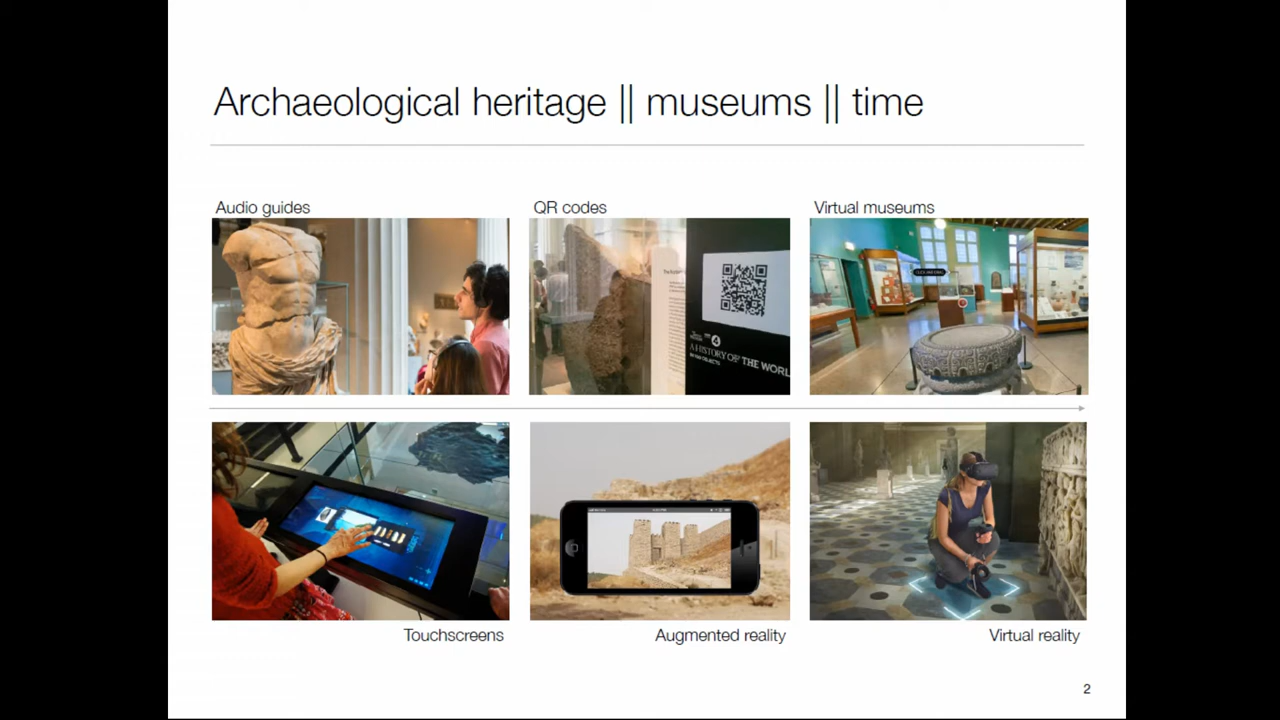 Archaeological heritage || museums || time
Audio guides
QR codes
Virtual museums
4
A HISTORY OF THE WORLD
Touchscreens
Augmented reality
Virtual reality
2